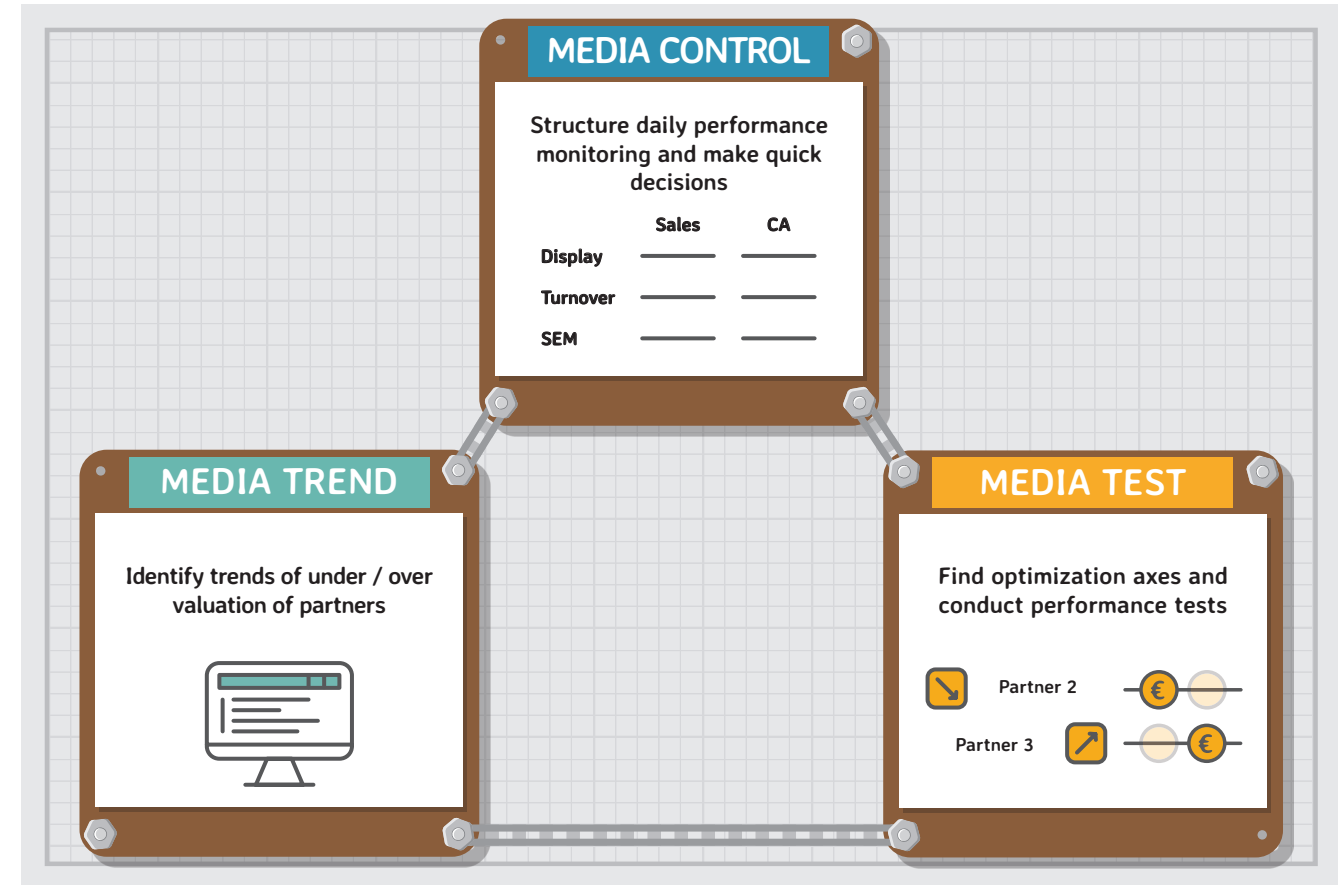 MEDIA CONTROL
Structure daily performance
monitoring and make quick
decisions
Sales CA
Display
Turnover
SEM
MEDIA TREND
Identify trends of under / over
valuation of partners
MEDIA TEST
Find optimization axes and
conduct performance tests
Partner 2 €
Partner 3 €